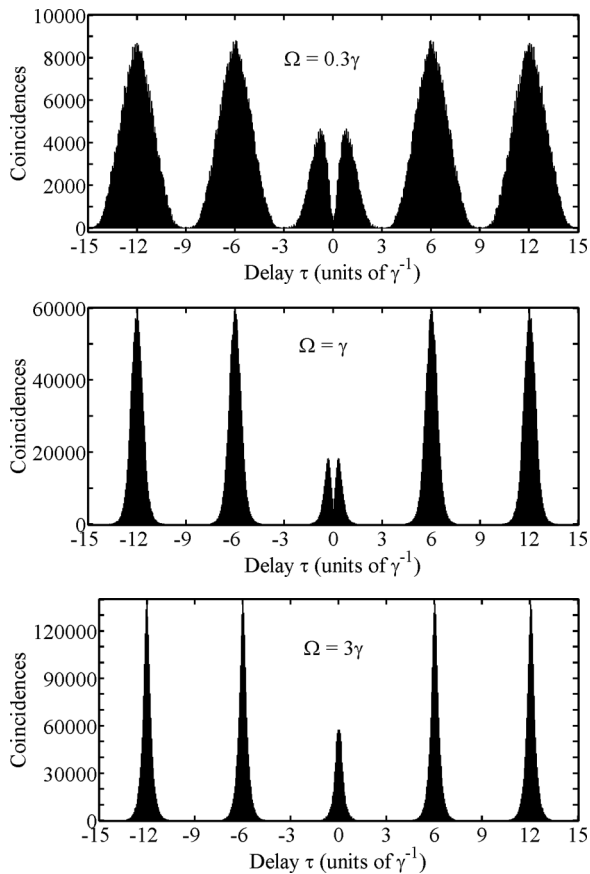 10000
8000
6000
4000
2000
0
Coincidences
Ω = 0.3γ
-15 -12 -9 -6 -3 0 3 6 9 12 15
Delay τ (units of γ⁻¹)
60000
40000
20000
0
Coincidences
Ω = γ
-15 -12 -9 -6 -3 0 3 6 9 12 15
Delay τ (units of γ⁻¹)
120000
90000
60000
30000
0
Coincidences
Ω = 3γ
-15 -12 -9 -6 -3 0 3 6 9 12 15
Delay τ (units of γ⁻¹)